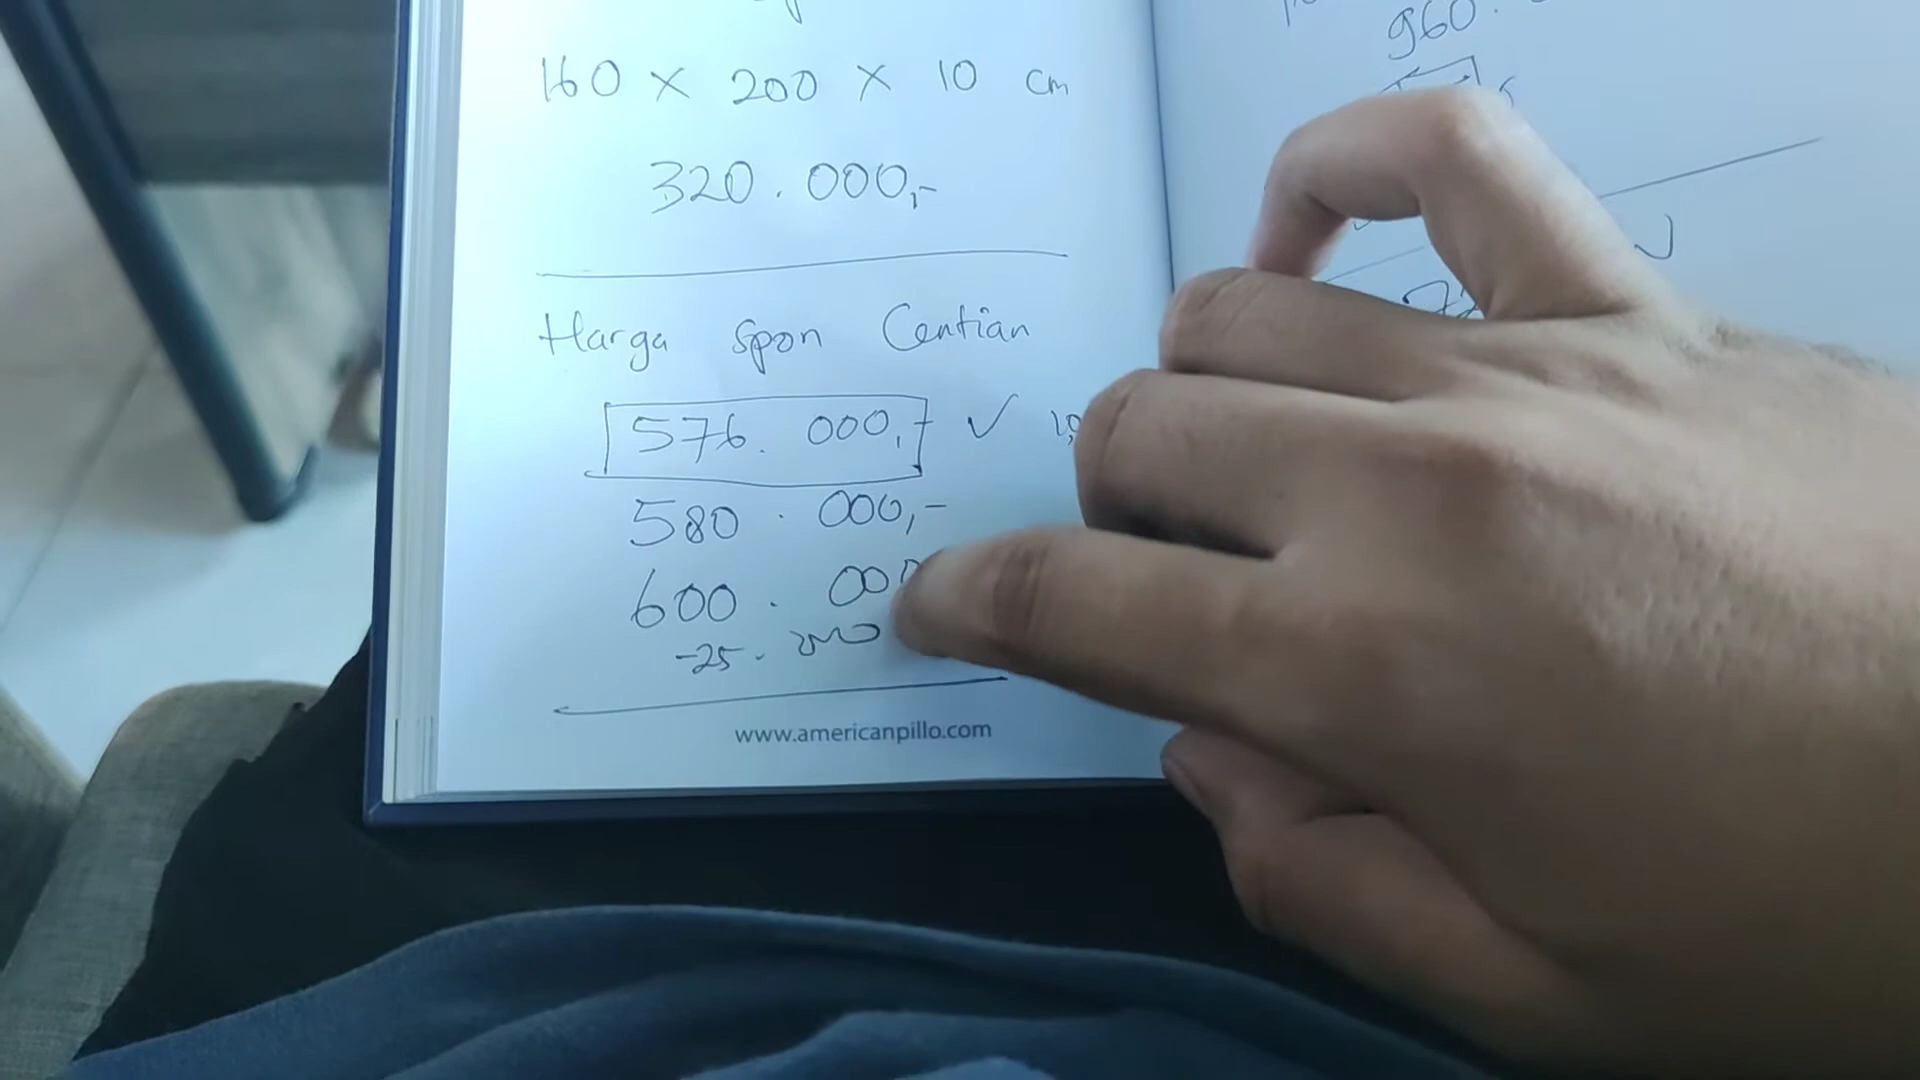 160 x 200 x 10 cm
320.000,-
Harga spon Centian
576.000,-
580.000,-
600.000
-25.000
www.americanpillo.com
960.